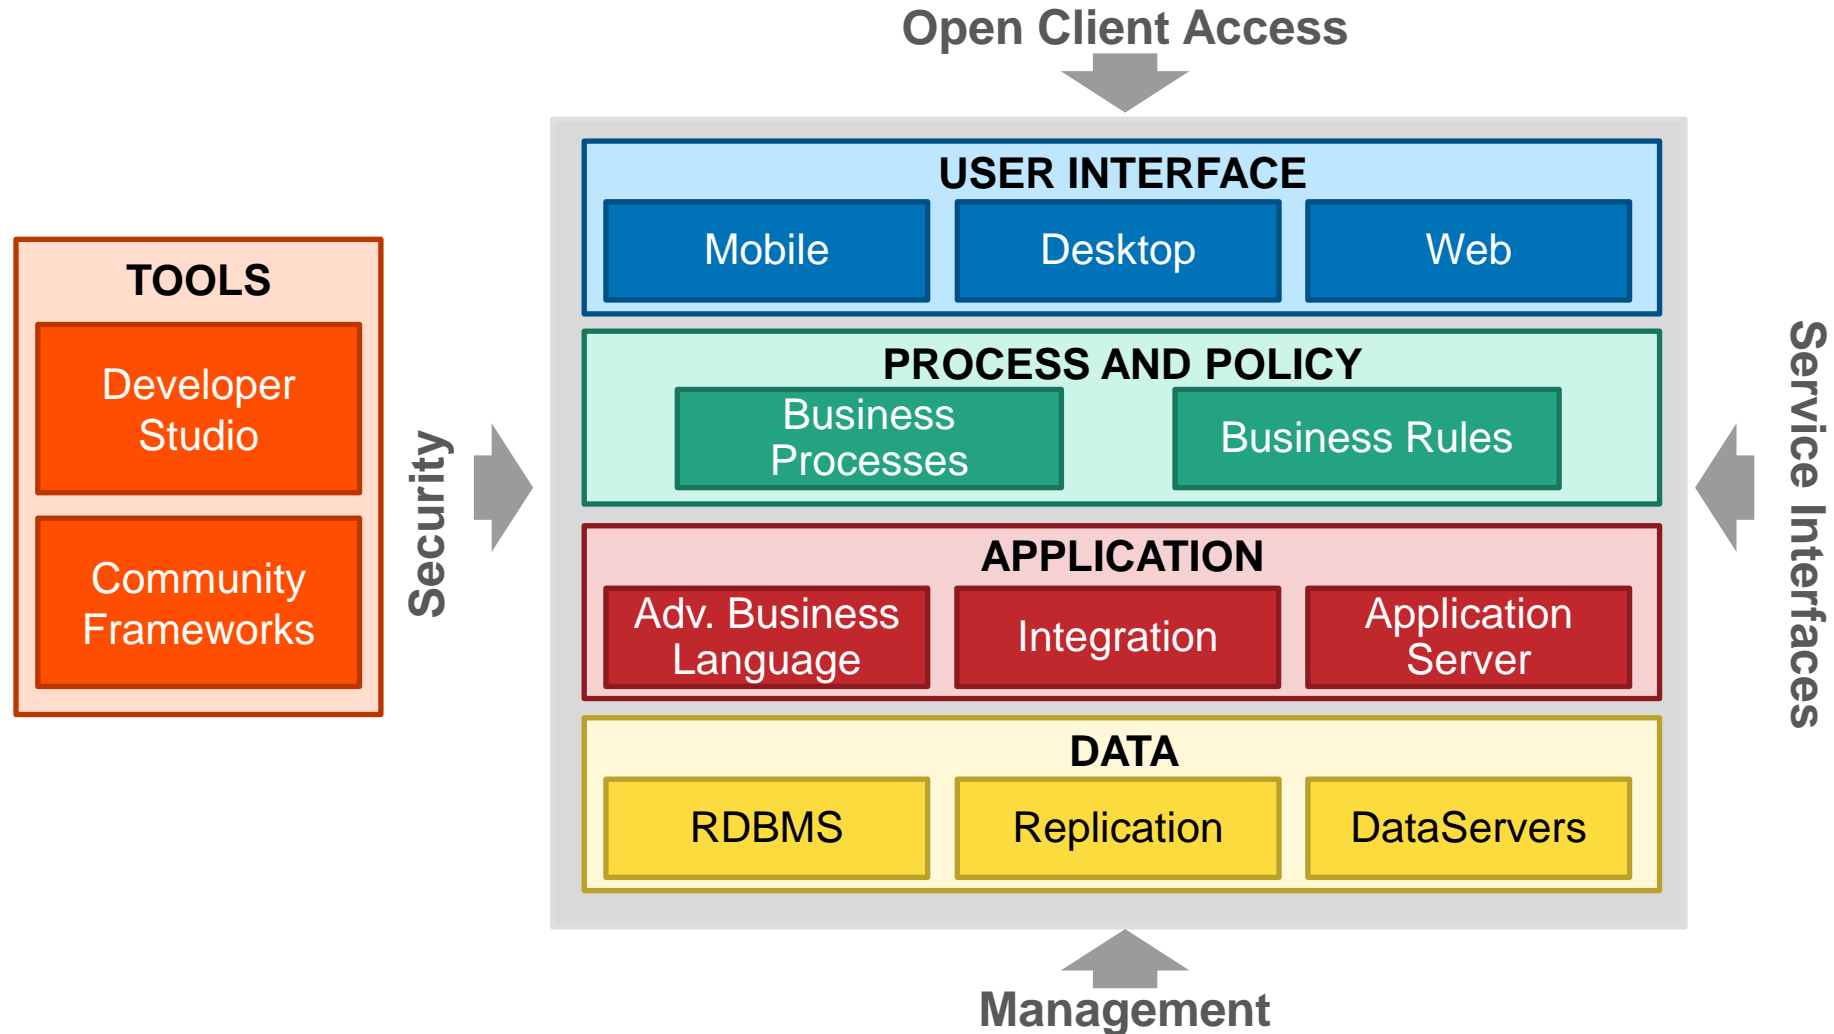 Open Client Access
USER INTERFACE
Mobile
Desktop
Web
TOOLS
Developer
Studio
Community
Frameworks
Security
PROCESS AND POLICY
Business
Processes
Business Rules
APPLICATION
Adv. Business
Language
Integration
Application
Server
DATA
RDBMS
Replication
DataServers
Service Interfaces
Management